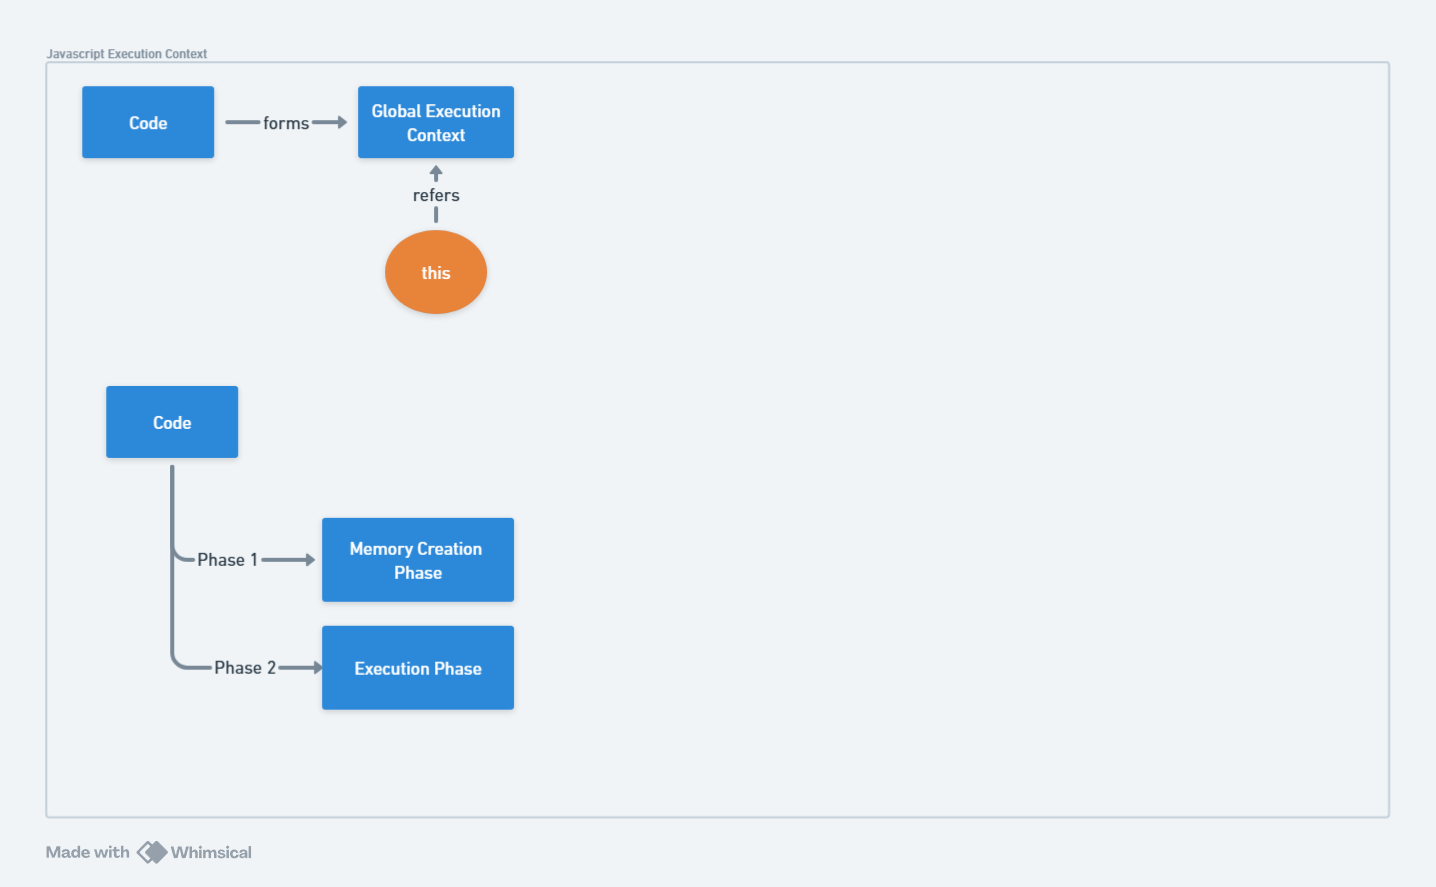 Javascript Execution Context
Code
forms
Global Execution
Context
refers
this
Code
Phase 1
Memory Creation
Phase
Phase 2
Execution Phase
Made with Whimsical